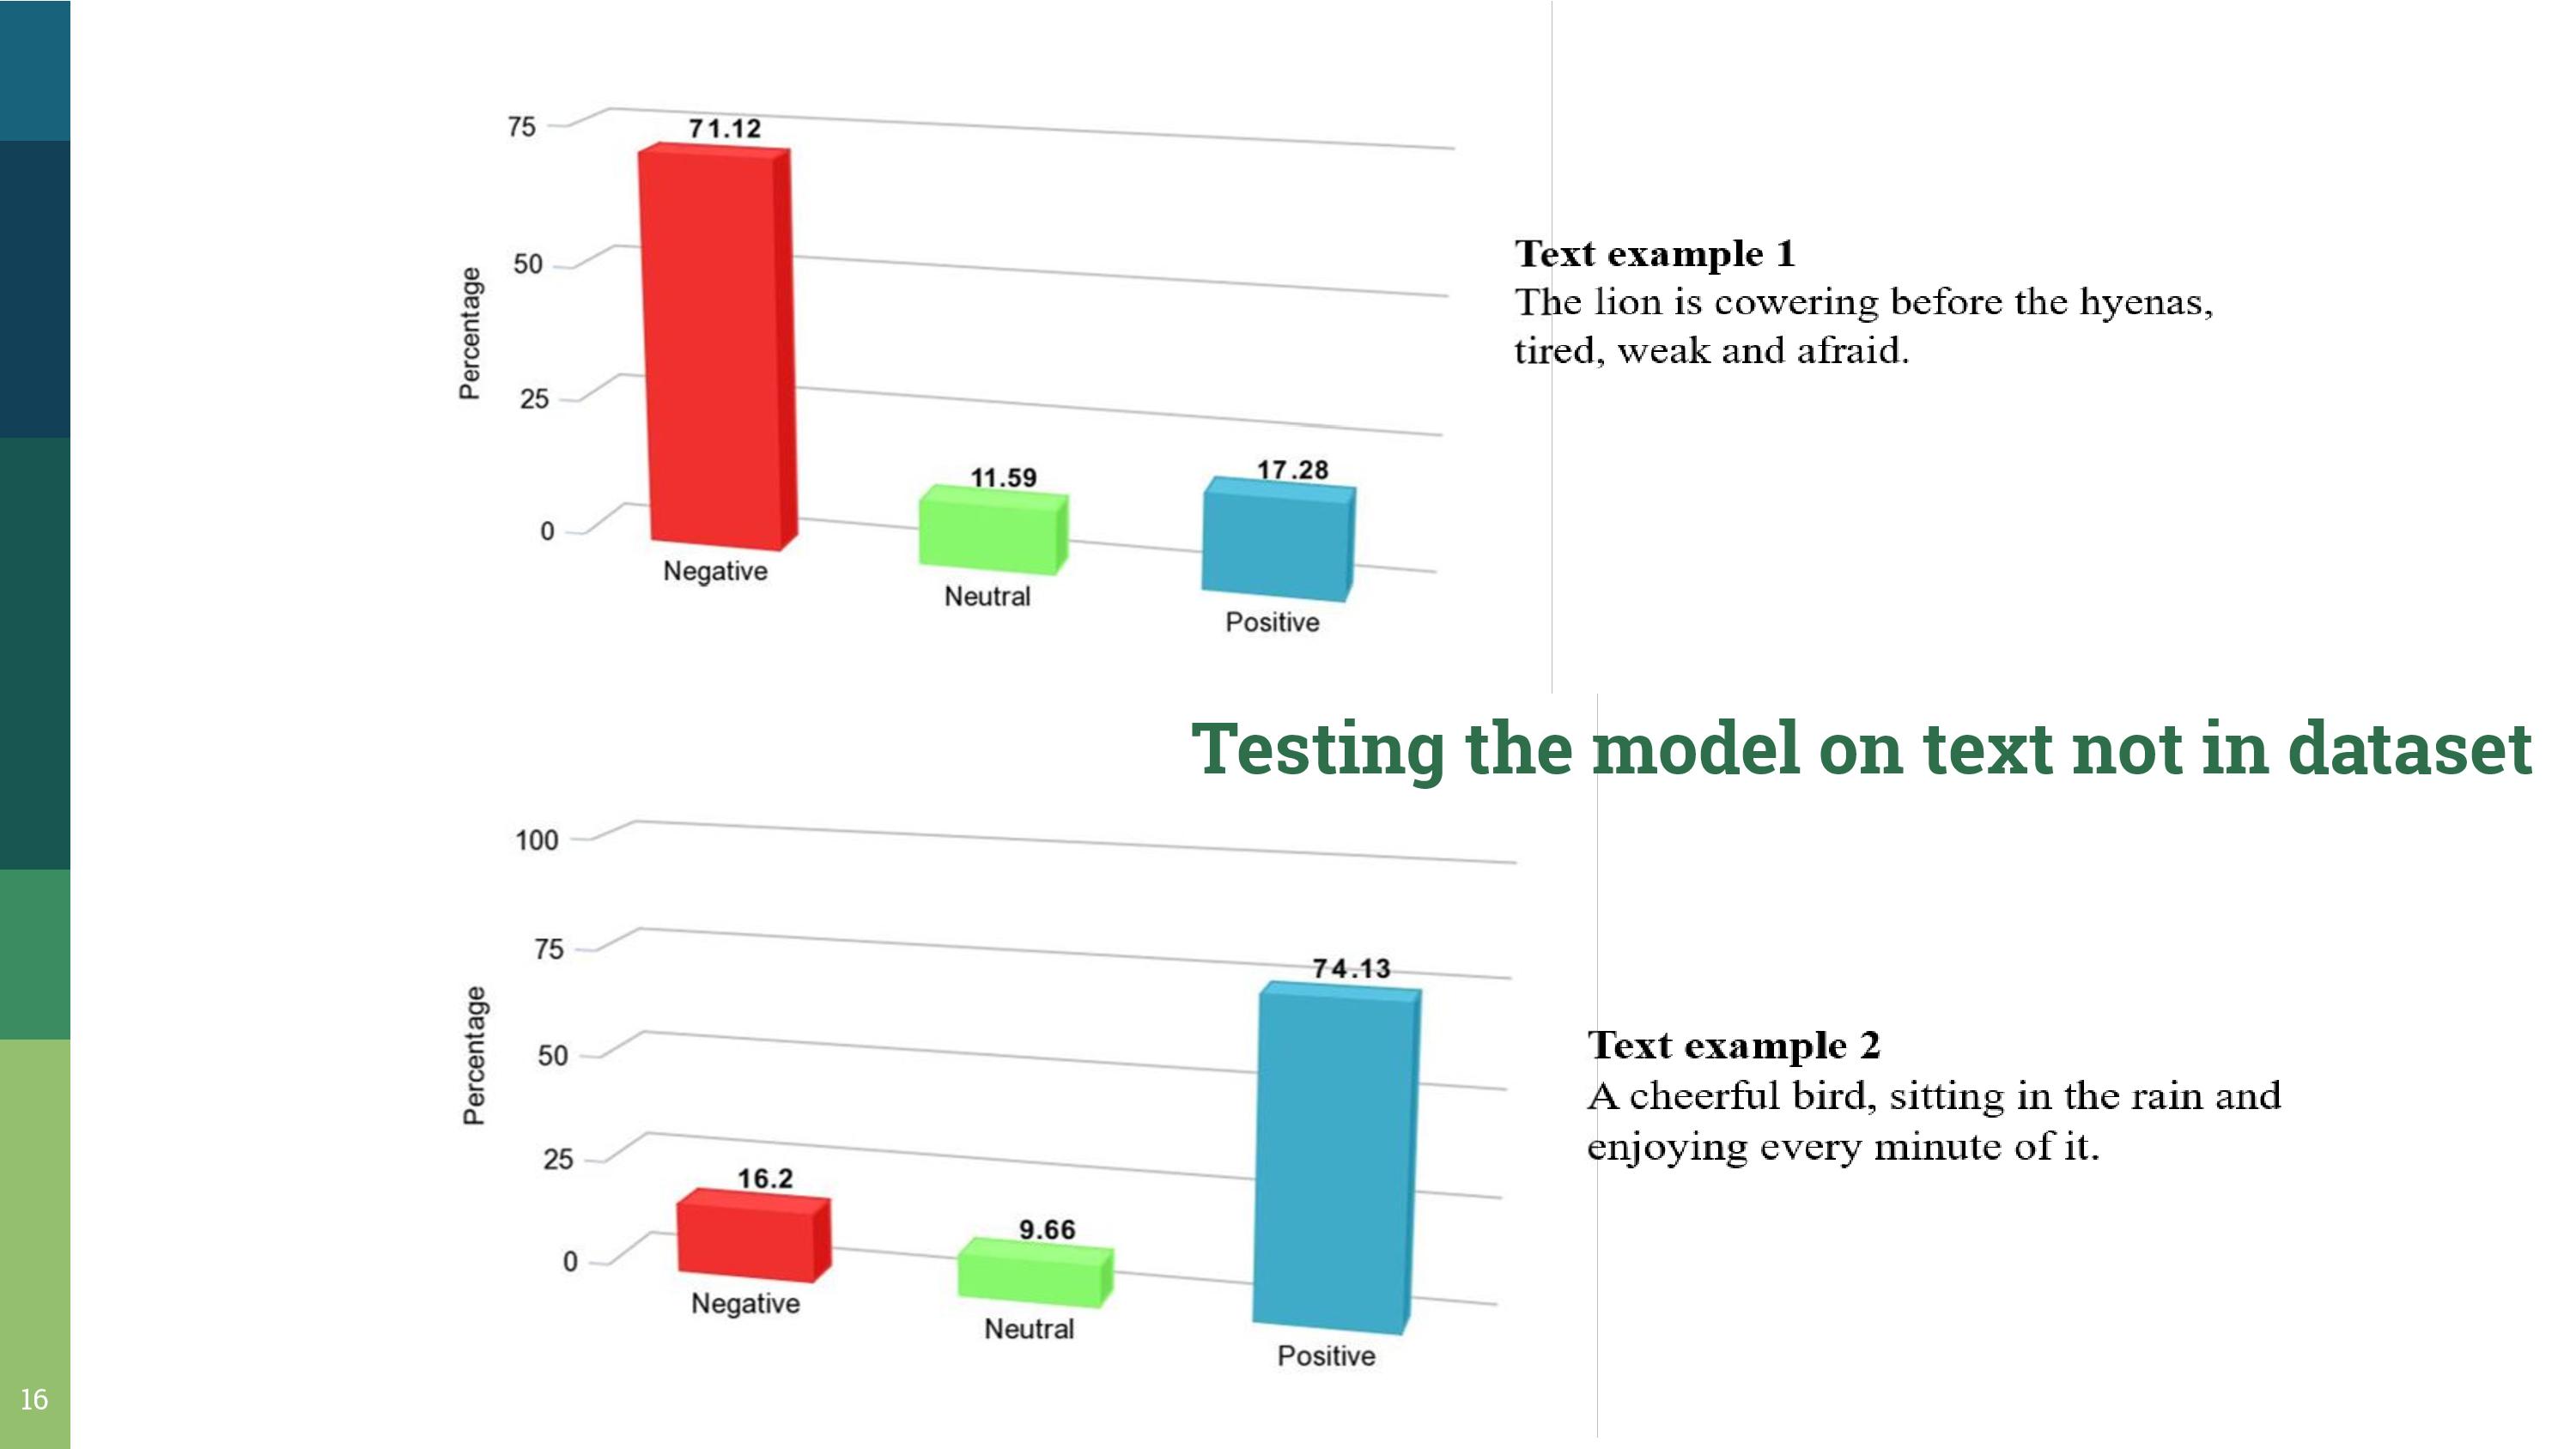 75
71.12
50
25
0
Percentage
11.59
17.28
Negative
Neutral
Positive
Text example 1
The lion is cowering before the hyenas,
tired, weak and afraid.
Testing the model on text not in dataset
100
75
50
25
0
Percentage
16.2
9.66
74.13
Negative
Neutral
Positive
Text example 2
A cheerful bird, sitting in the rain and
enjoying every minute of it.
16